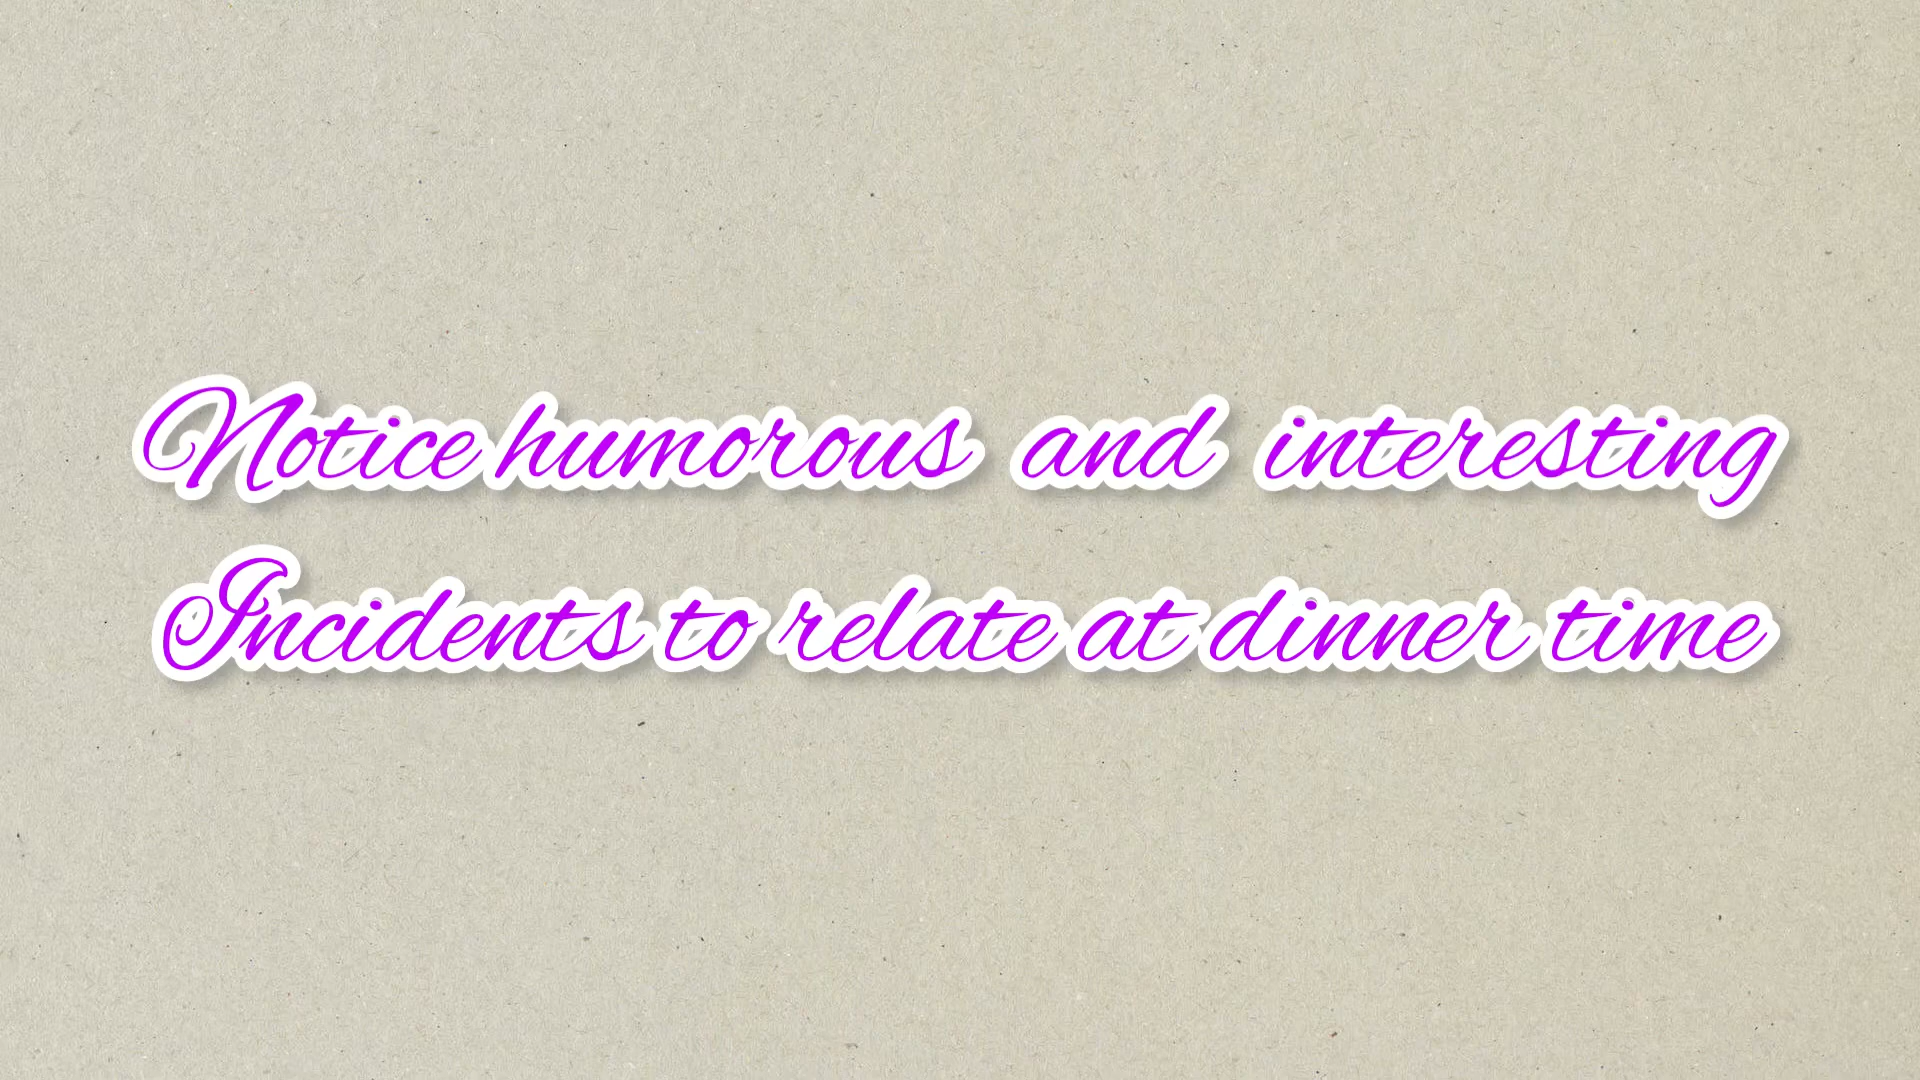 Notice humorous and interesting
Incidents to relate at dinner time